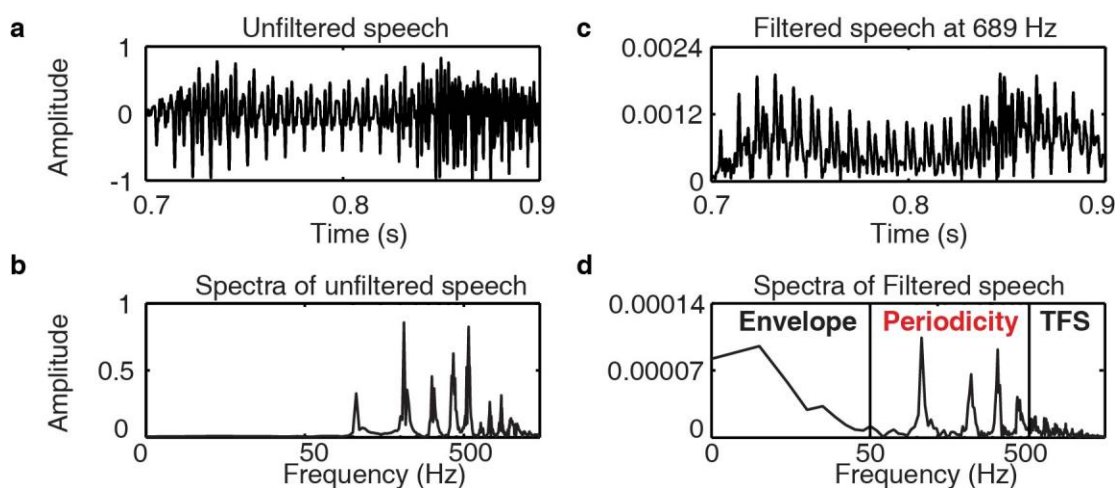 a
Unfiltered speech
Amplitude
1
0
-1
0.7
0.8
0.9
Time (s)
b
Spectra of unfiltered speech
Amplitude
1
0.5
0
0
50
500
Frequency (Hz)
c
Filtered speech at 689 Hz
0.0024
0.0012
0
0.7
0.8
0.9
Time (s)
d
Spectra of Filtered speech
0.00014
0.00007
0
Envelope
Periodicity
TFS
0
50
500
Frequency (Hz)